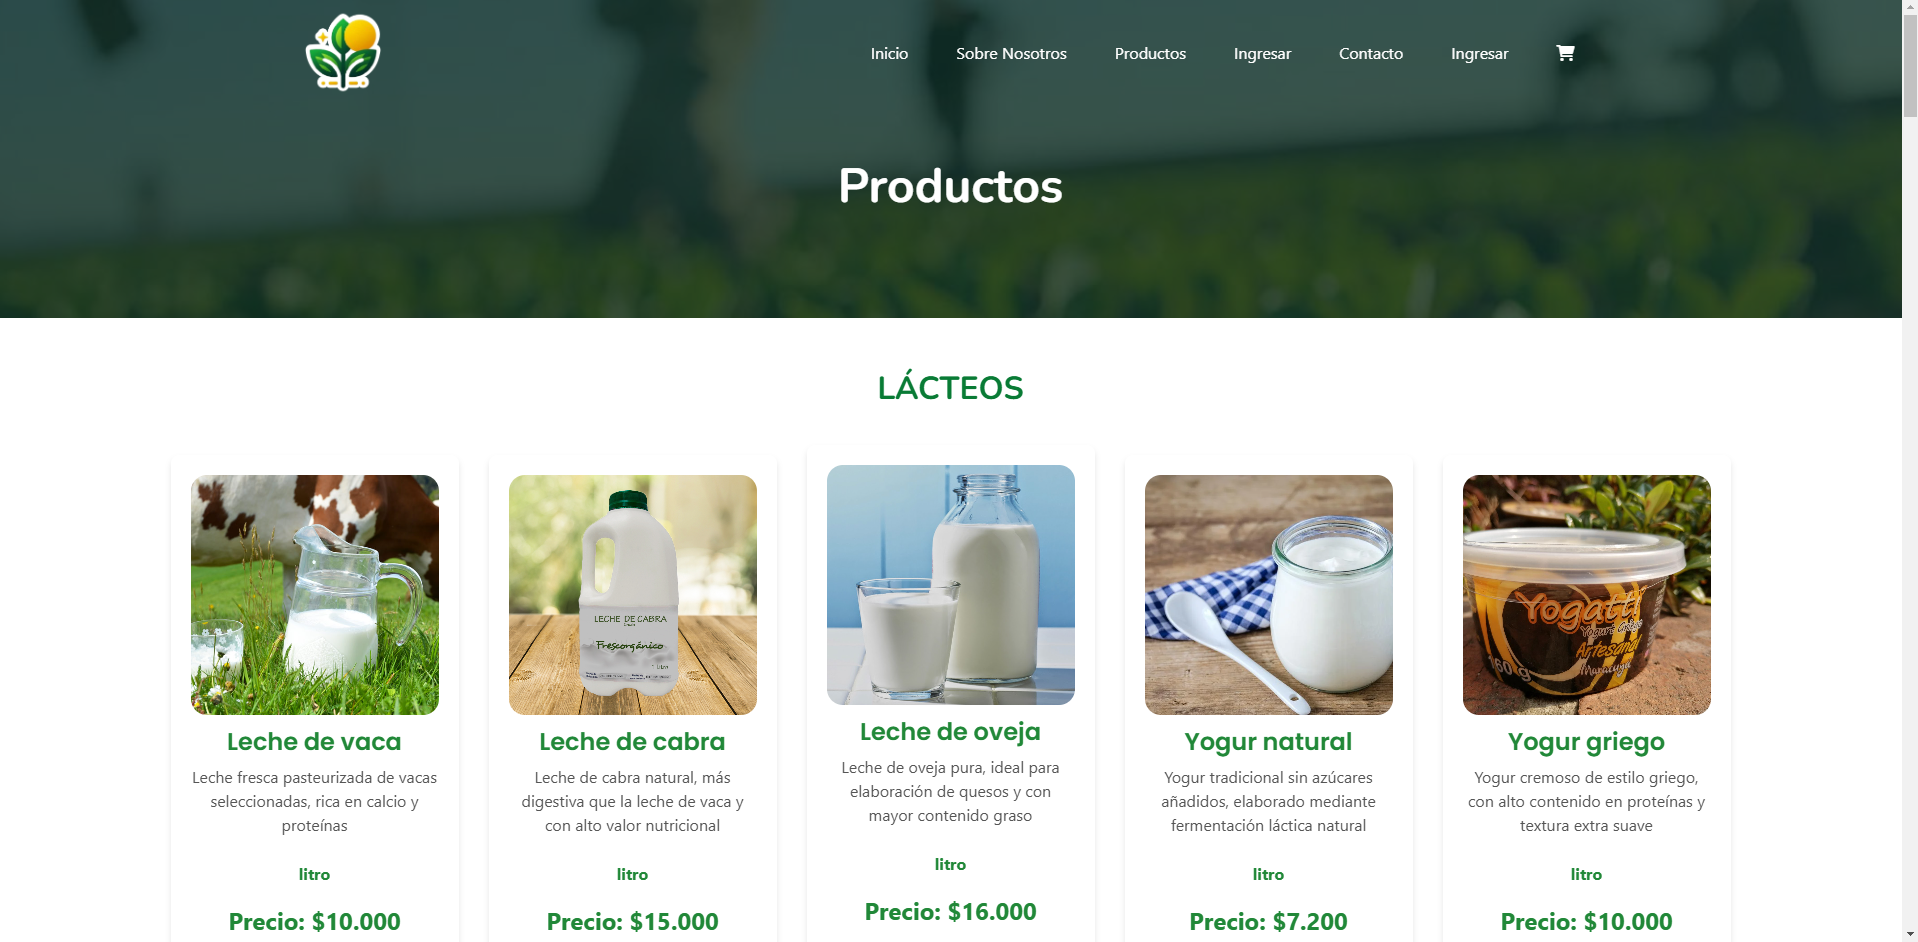 Inicio
Sobre Nosotros
Productos
Ingresar
Contacto
Ingresar
Productos
LÁCTEOS
LECHE DE CABRA
Frescorgánico
1 litro
Yogatti
Yogurt Griego
Artesanal
Maracuyá
160 g
Leche de vaca
Leche fresca pasteurizada de vacas
seleccionadas, rica en calcio y
proteínas
litro
Precio: $10.000
Leche de cabra
Leche de cabra natural, más
digestiva que la leche de vaca y
con alto valor nutricional
litro
Precio: $15.000
Leche de oveja
Leche de oveja pura, ideal para
elaboración de quesos y con
mayor contenido graso
litro
Precio: $16.000
Yogur natural
Yogur tradicional sin azúcares
añadidos, elaborado mediante
fermentación láctica natural
litro
Precio: $7.200
Yogur griego
Yogur cremoso de estilo griego,
con alto contenido en proteínas y
textura extra suave
litro
Precio: $10.000